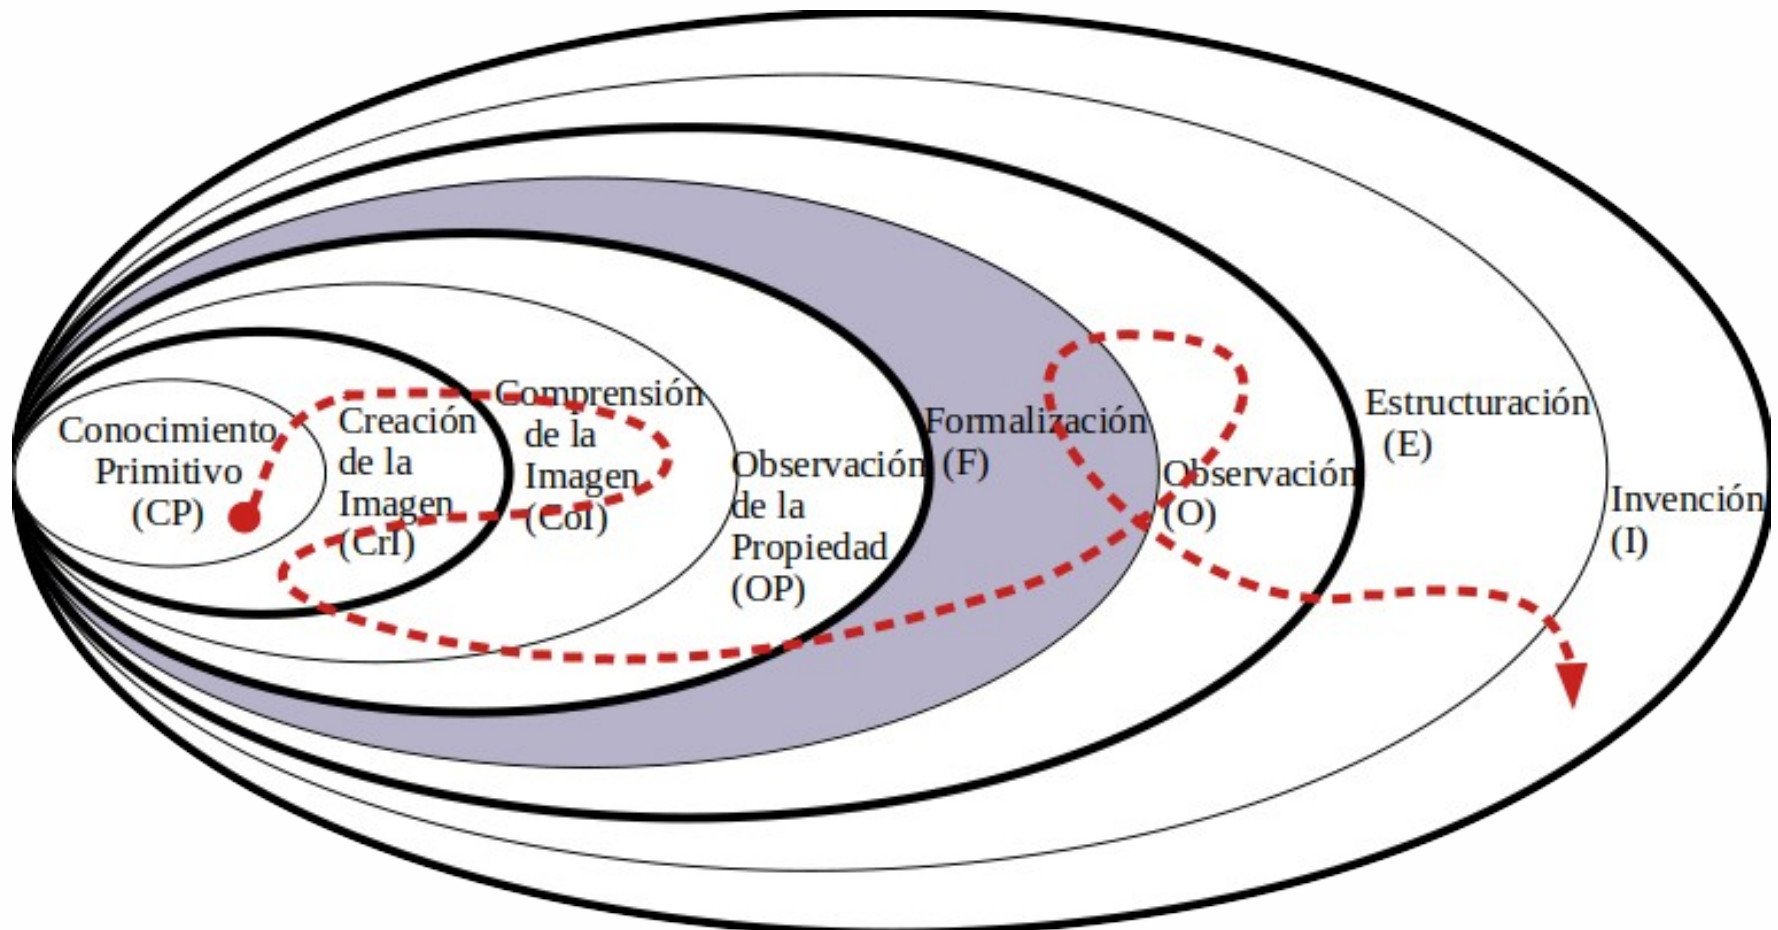 Conocimiento
Primitivo
(CP)
Creación
de la
Imagen
(CrI)
Comprensión
de la
Imagen
(CoI)
Observación
de la
Propiedad
(OP)
Formalización
(F)
Observación
(O)
Estructuración
(E)
Invención
(I)